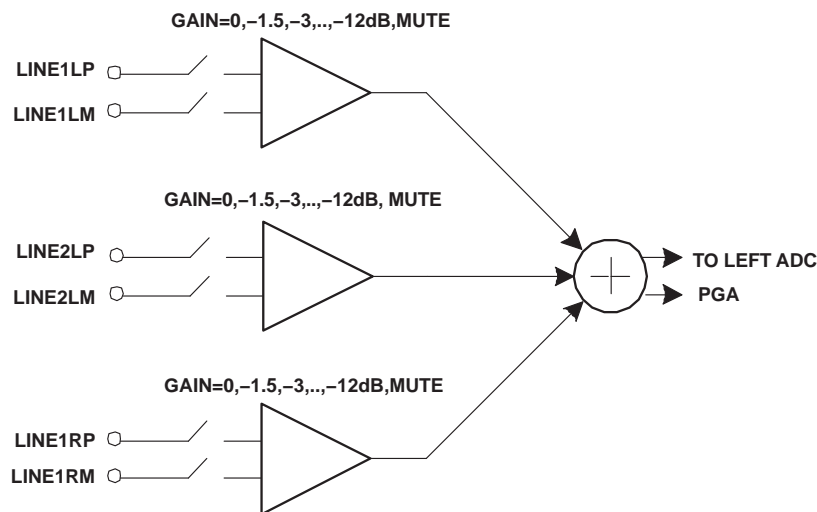 GAIN=0,–1.5,–3,..,–12dB,MUTE
LINE1LP
LINE1LM
GAIN=0,–1.5,–3,..,–12dB, MUTE
LINE2LP
LINE2LM
TO LEFT ADC
PGA
GAIN=0,–1.5,–3,..,–12dB,MUTE
LINE1RP
LINE1RM